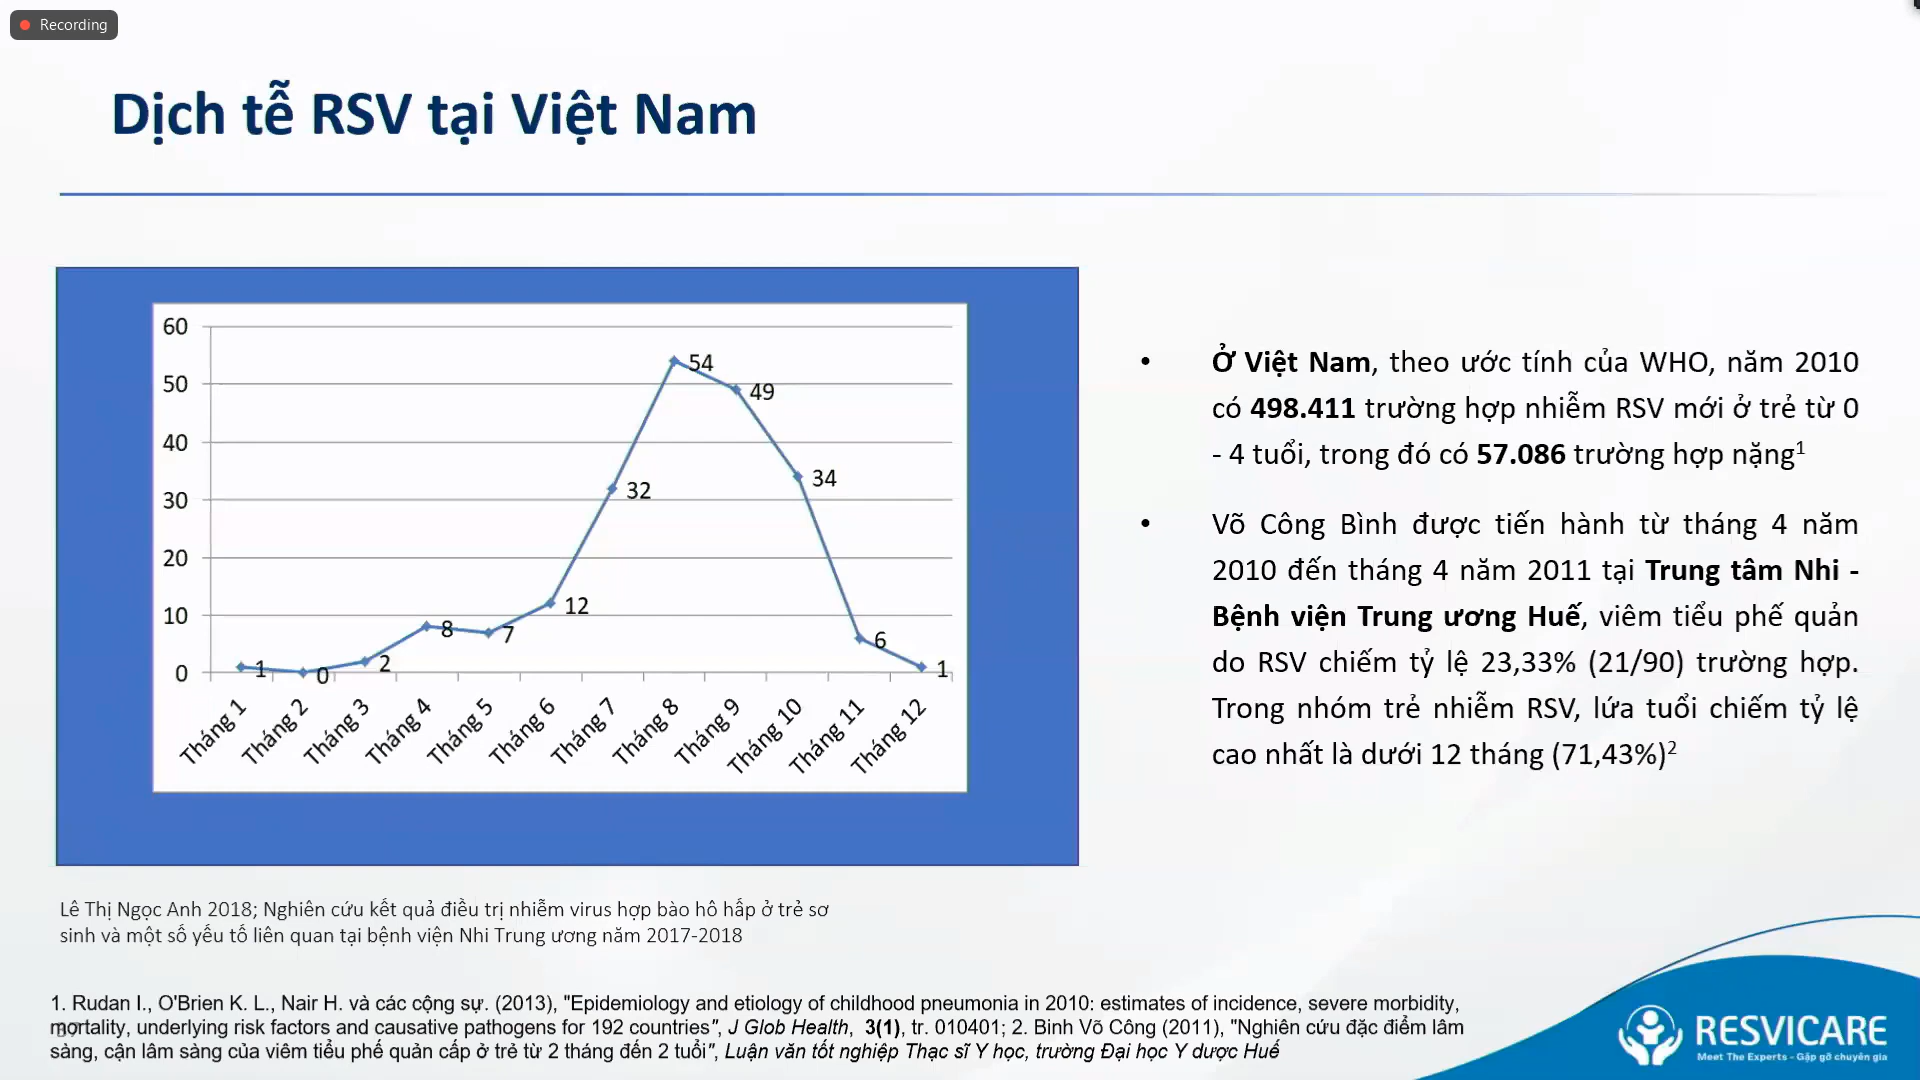 Recording
Dịch tễ RSV tại Việt Nam
60
50
40
30
20
10
0
1
0
2
8
7
12
32
54
49
34
6
1
Tháng 1
Tháng 2
Tháng 3
Tháng 4
Tháng 5
Tháng 6
Tháng 7
Tháng 8
Tháng 9
Tháng 10
Tháng 11
Tháng 12
• Ở Việt Nam, theo ước tính của WHO, năm 2010
có 498.411 trường hợp nhiễm RSV mới ở trẻ từ 0
- 4 tuổi, trong đó có 57.086 trường hợp nặng1
• Võ Công Bình được tiến hành từ tháng 4 năm
2010 đến tháng 4 năm 2011 tại Trung tâm Nhi -
Bệnh viện Trung ương Huế, viêm tiểu phế quản
do RSV chiếm tỷ lệ 23,33% (21/90) trường hợp.
Trong nhóm trẻ nhiễm RSV, lứa tuổi chiếm tỷ lệ
cao nhất là dưới 12 tháng (71,43%)2
Lê Thị Ngọc Anh 2018; Nghiên cứu kết quả điều trị nhiễm virus hợp bào hô hấp ở trẻ sơ
sinh và một số yếu tố liên quan tại bệnh viện Nhi Trung ương năm 2017-2018
1. Rudan I., O'Brien K. L., Nair H. và các cộng sự. (2013), "Epidemiology and etiology of childhood pneumonia in 2010: estimates of incidence, severe morbidity,
mortality, underlying risk factors and causative pathogens for 192 countries", J Glob Health, 3(1), tr. 010401; 2. Binh Võ Công (2011), "Nghiên cứu đặc điểm lâm
sàng, cận lâm sàng của viêm tiểu phế quản cấp ở trẻ từ 2 tháng đến 2 tuổi", Luận văn tốt nghiệp Thạc sĩ Y học, trường Đại học Y dược Huế
RESVICARE
Meet The Experts - Gặp gỡ chuyên gia